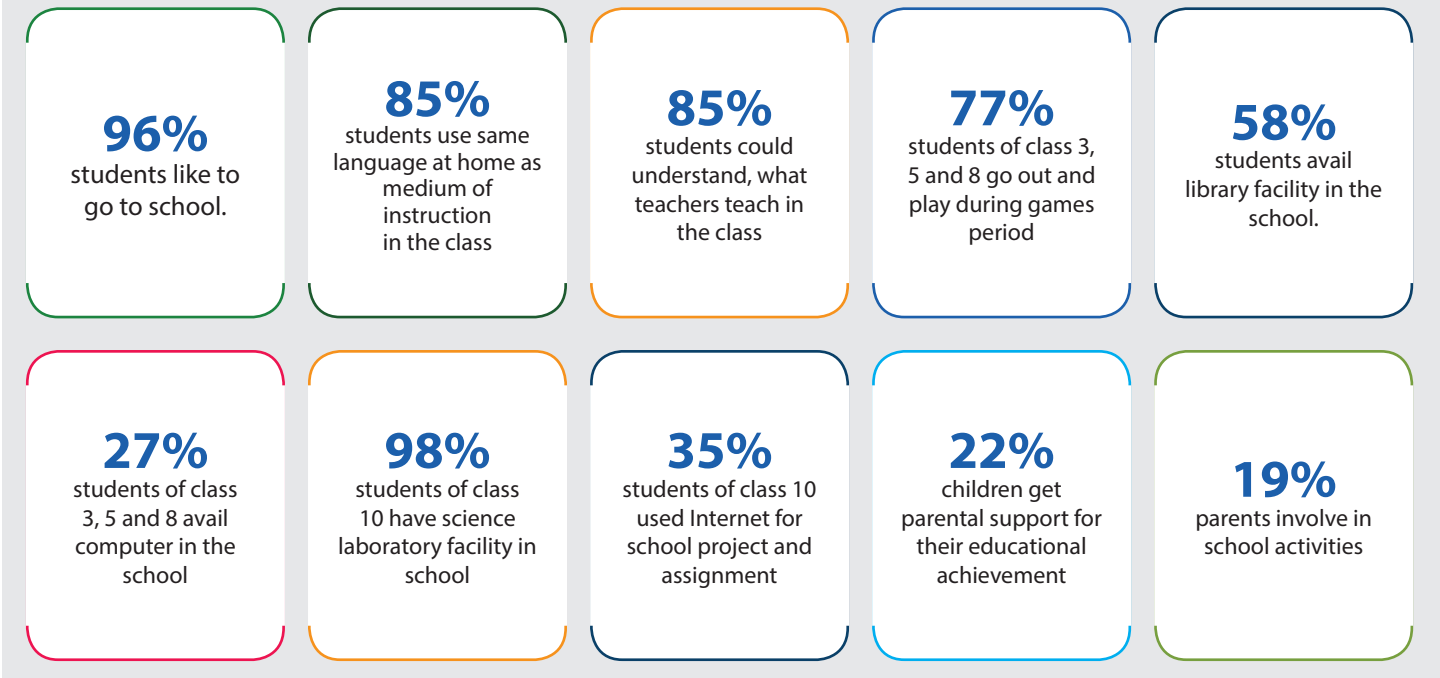 96%
students like to
go to school.
85%
students use same
language at home as
medium of
instruction
in the class
85%
students could
understand, what
teachers teach in
the class
77%
students of class 3,
5 and 8 go out and
play during games
period
58%
students avail
library facility in the
school.
27%
students of class
3, 5 and 8 avail
computer in the
school
98%
students of class
10 have science
laboratory facility in
school
35%
students of class 10
used Internet for
school project and
assignment
22%
children get
parental support for
their educational
achievement
19%
parents involve in
school activities